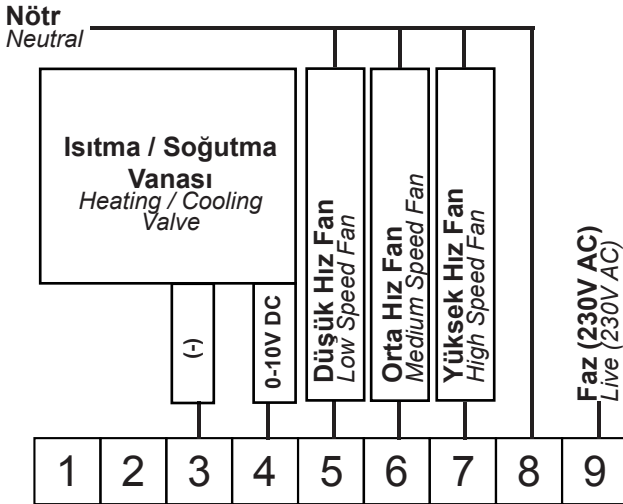 Nötr
Neutral
Isıtma / Soğutma
Vanası
Heating / Cooling
Valve
(-)
0-10V DC
Düşük Hız Fan
Low Speed Fan
Orta Hız Fan
Medium Speed Fan
Yüksek Hız Fan
High Speed Fan
Faz (230V AC)
Live (230V AC)
1 2 3 4 5 6 7 8 9